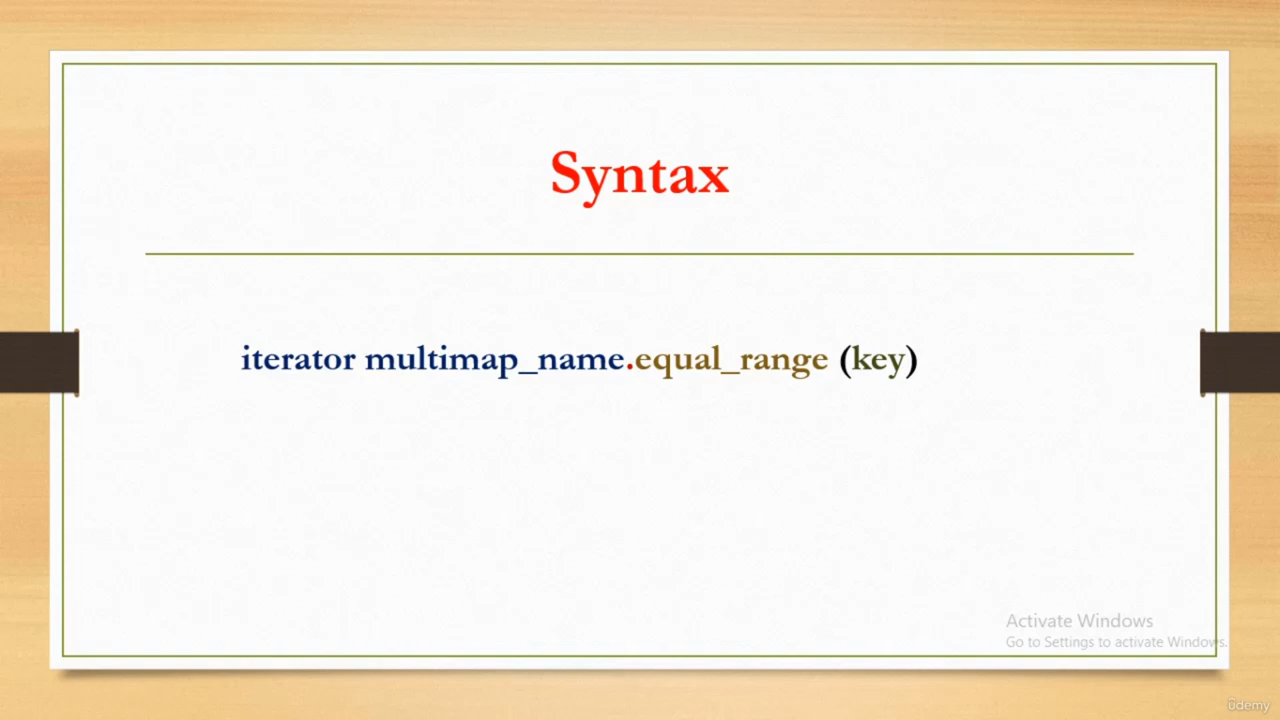 Syntax
iterator multimap_name.equal_range (key)
Activate Windows
Go to Settings to activate Windows.
ûdemy